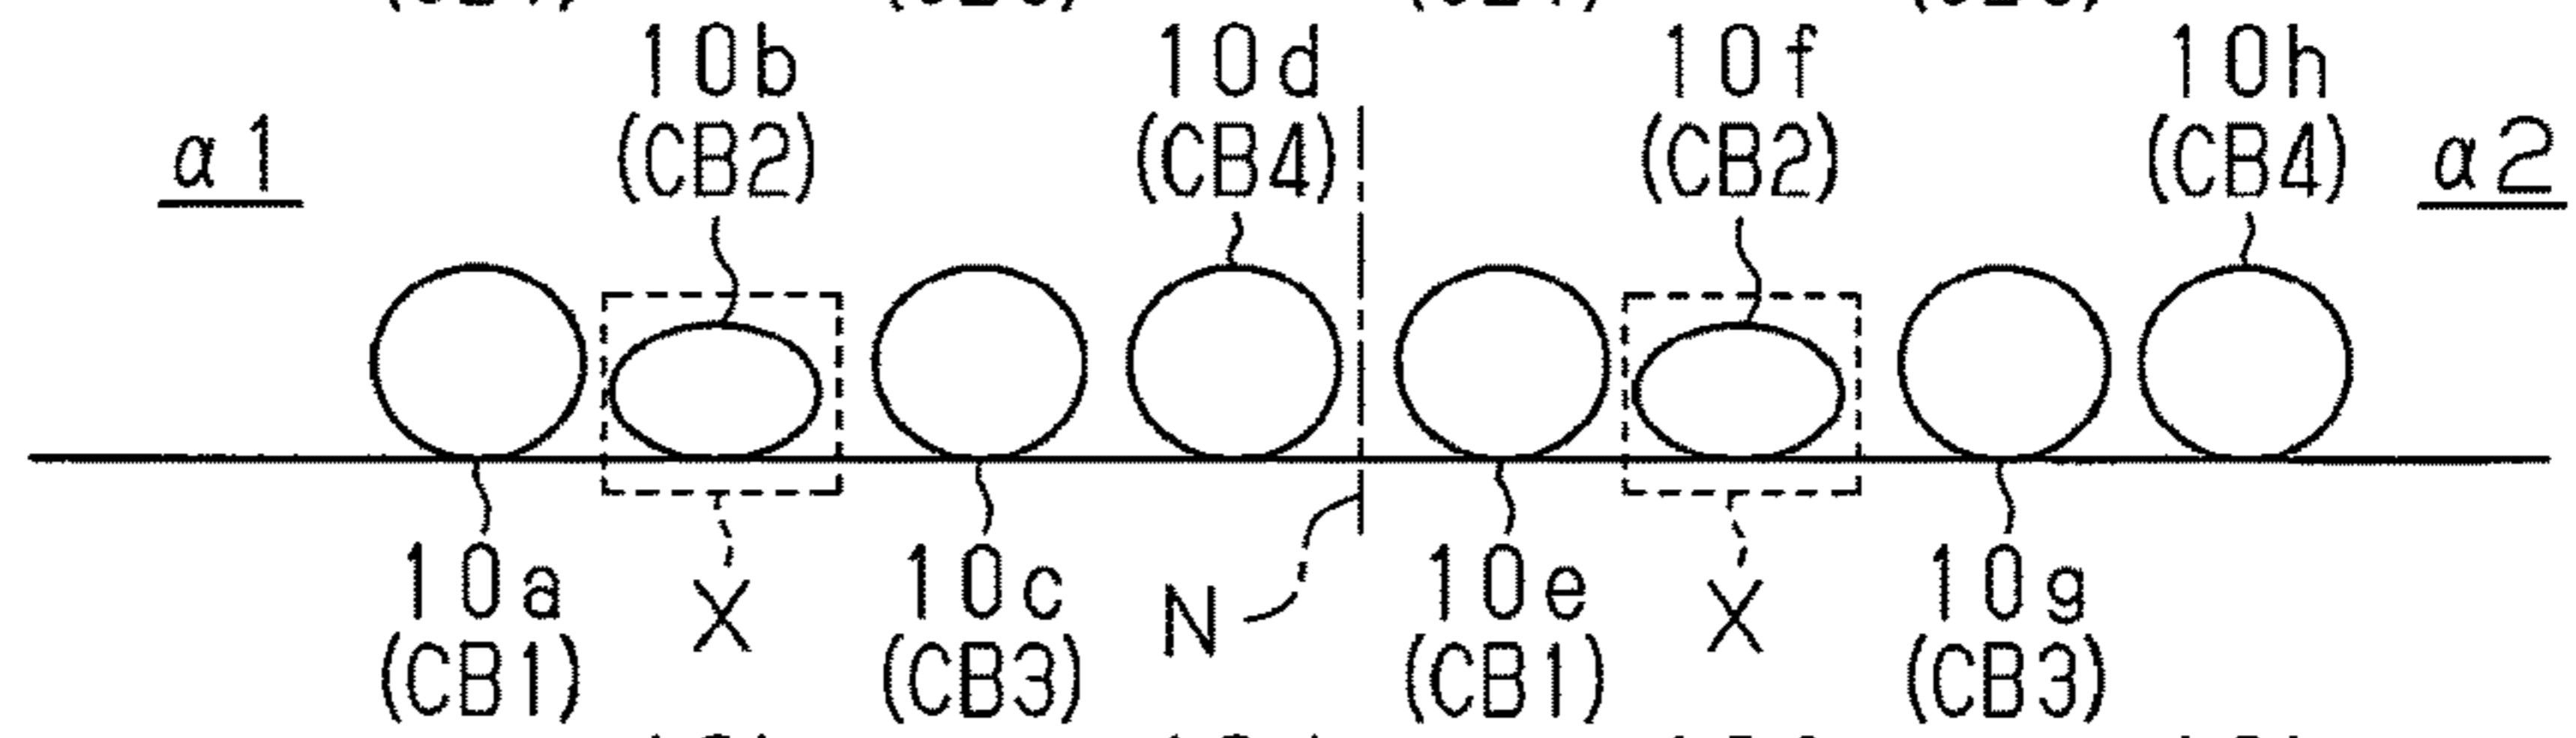 10b 10d 10f 10h
(CB2) (CB4) (CB2) (CB4)
α1 α2
10a X 10c N 10e X 10g
(CB1) (CB3) (CB1) (CB3)